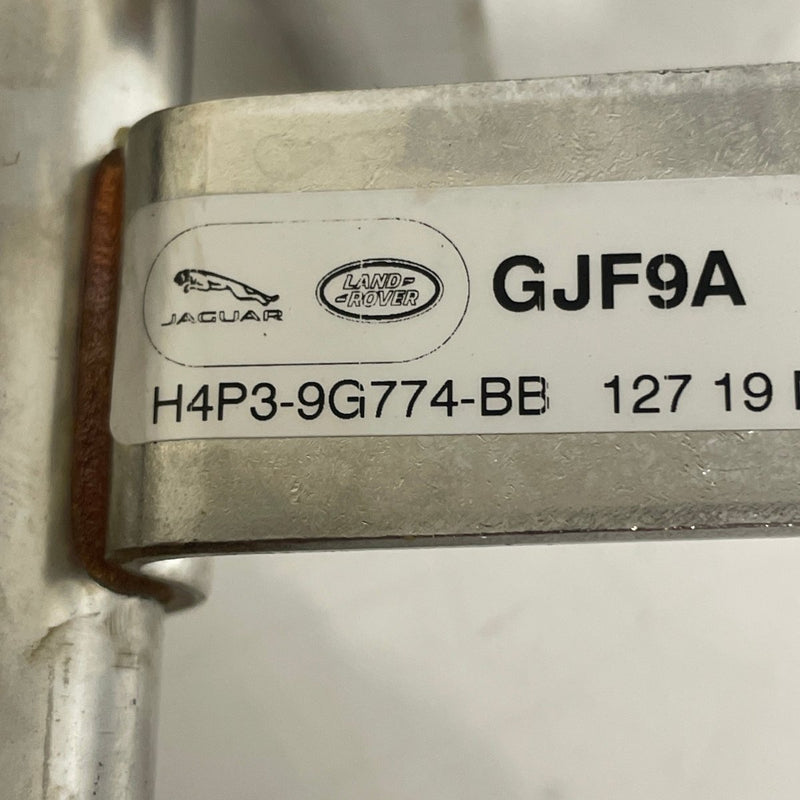 JAGUAR
LAND-
-ROVER
GJF9A
H4P3-9G774-BB 127 19